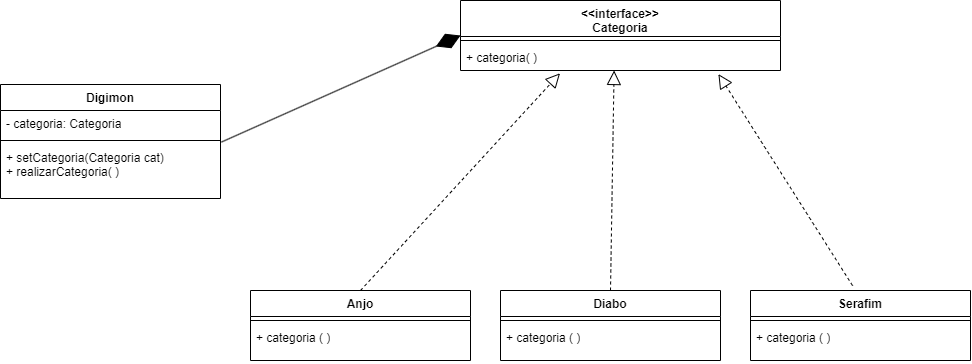 <<interface>>
Categoria
+ categoria( )
Digimon
- categoria: Categoria
+ setCategoria(Categoria cat)
+ realizarCategoria( )
Anjo
+ categoria ( )
Diabo
+ categoria ( )
Serafim
+ categoria ( )